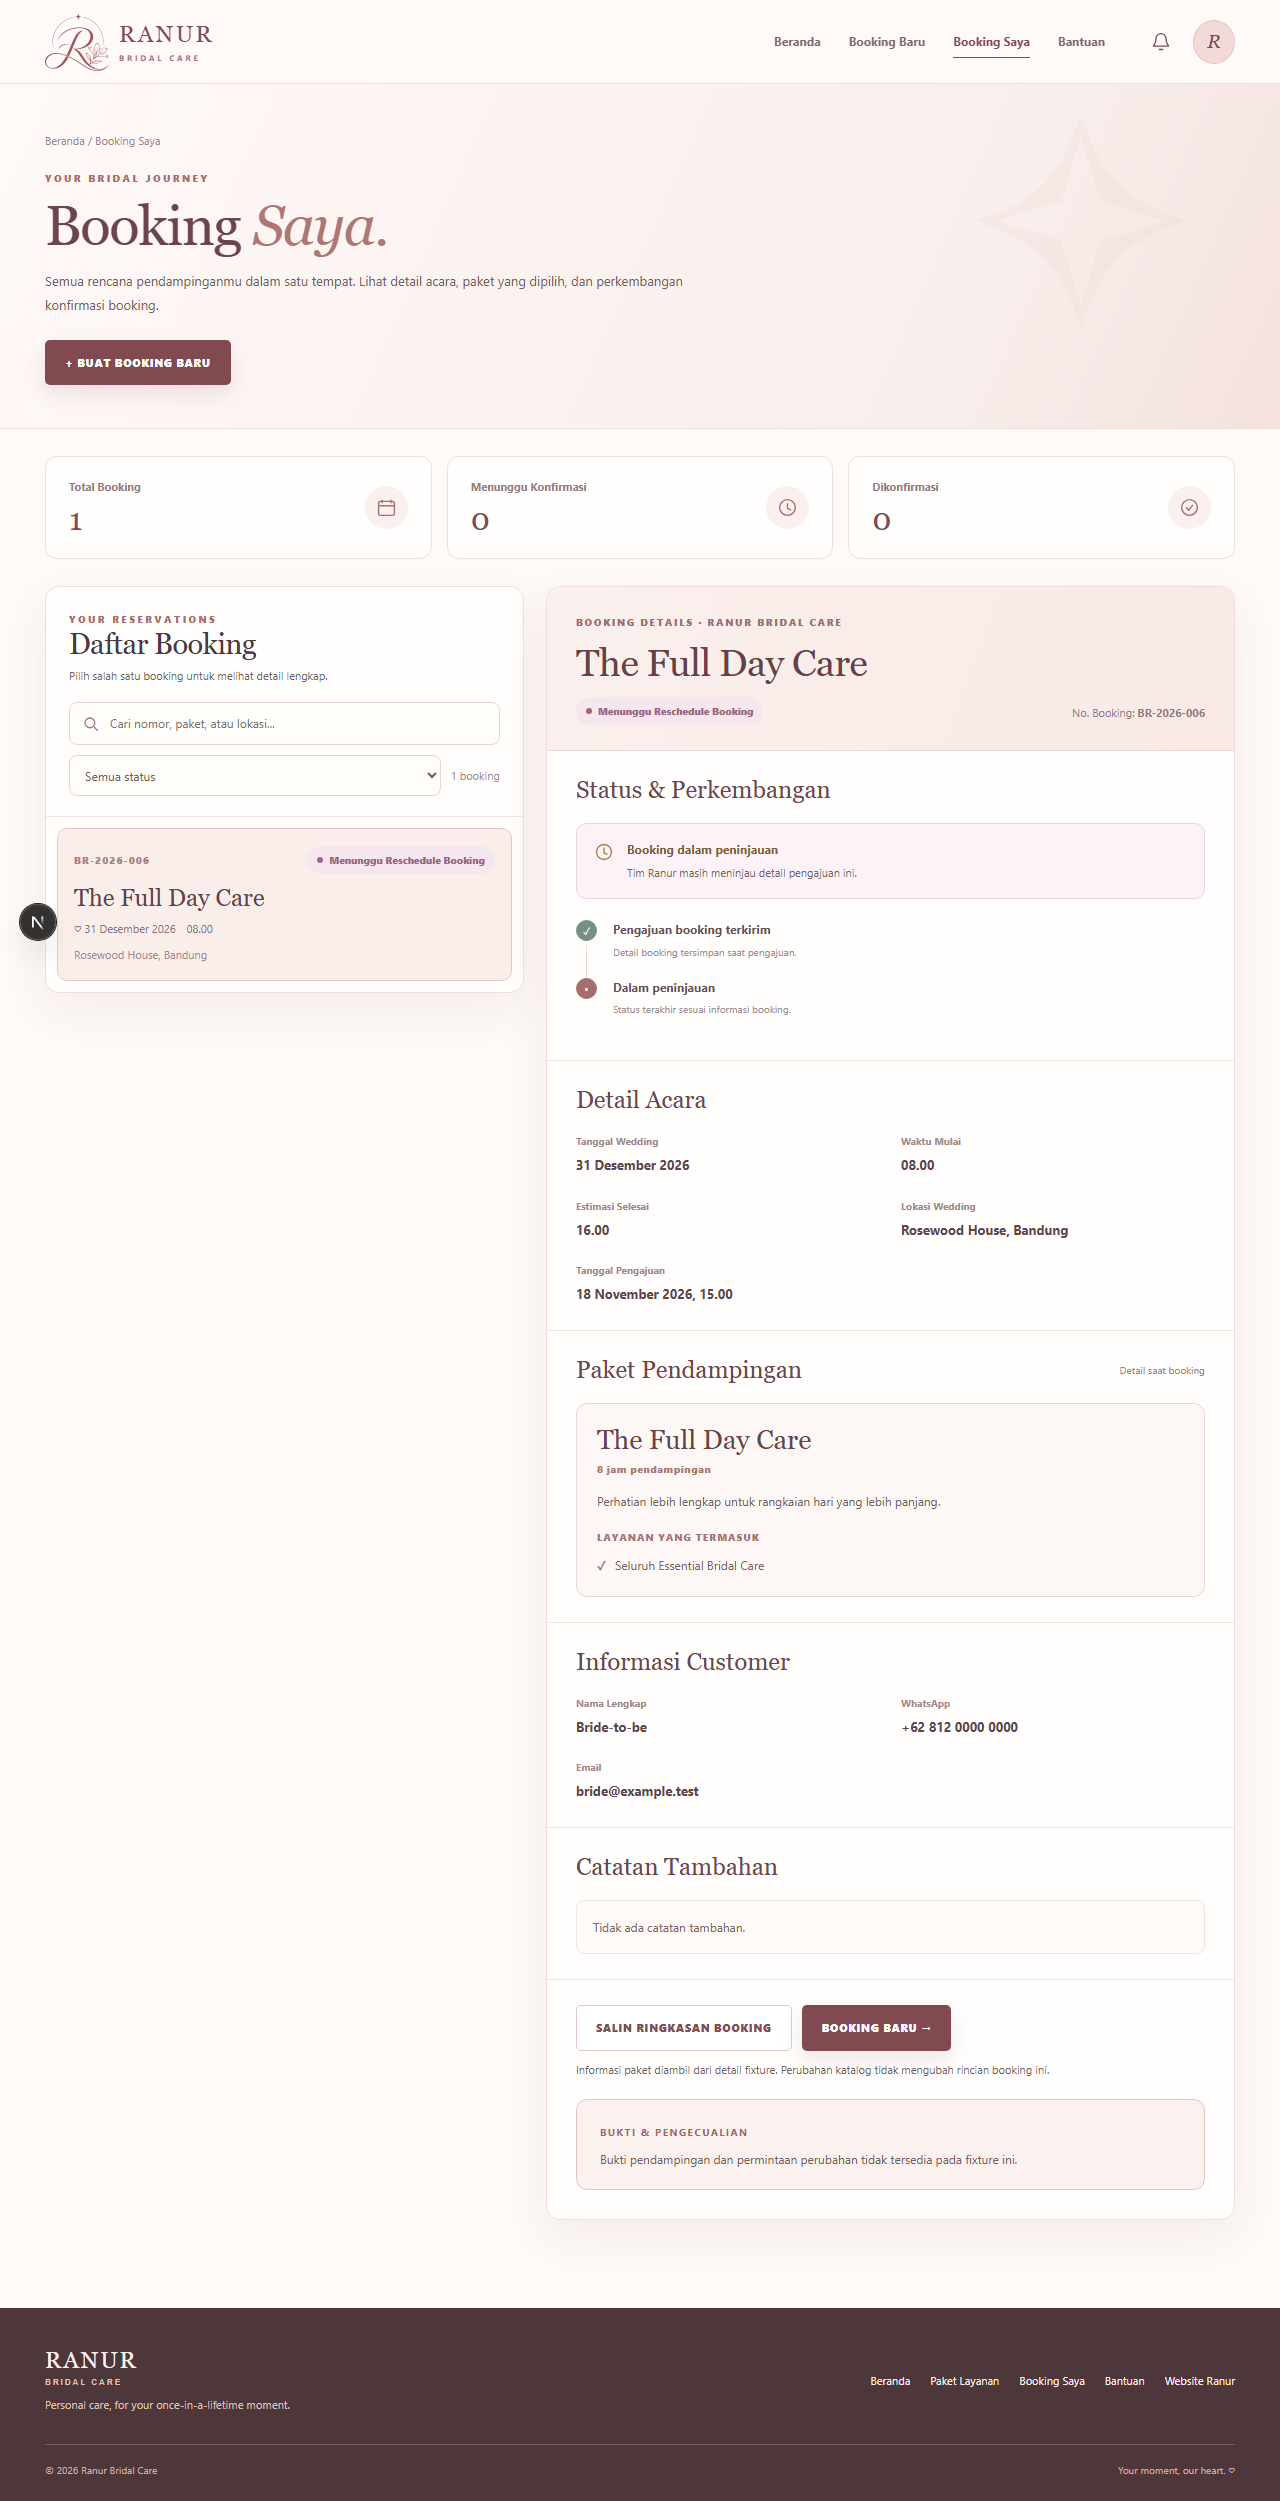 RANUR
BRIDAL CARE
Beranda
Booking Baru
Booking Saya
Bantuan
R
Beranda / Booking Saya
YOUR BRIDAL JOURNEY
Booking Saya.
Semua rencana pendampinganmu dalam satu tempat. Lihat detail acara, paket yang dipilih, dan perkembangan
konfirmasi booking.
+ BUAT BOOKING BARU
Total Booking
1
Menunggu Konfirmasi
0
Dikonfirmasi
0
YOUR RESERVATIONS
Daftar Booking
Pilih salah satu booking untuk melihat detail lengkap.
Cari nomor, paket, atau lokasi...
Semua status
1 booking
BR-2026-006
Menunggu Reschedule Booking
The Full Day Care
♡ 31 Desember 2026 08.00
Rosewood House, Bandung
N
BOOKING DETAILS • RANUR BRIDAL CARE
The Full Day Care
Menunggu Reschedule Booking
No. Booking: BR-2026-006
Status & Perkembangan
Booking dalam peninjauan
Tim Ranur masih meninjau detail pengajuan ini.
✓ Pengajuan booking terkirim
Detail booking tersimpan saat pengajuan.
Dalam peninjauan
Status terakhir sesuai informasi booking.
Detail Acara
Tanggal Wedding
31 Desember 2026
Waktu Mulai
08.00
Estimasi Selesai
16.00
Lokasi Wedding
Rosewood House, Bandung
Tanggal Pengajuan
18 November 2026, 15.00
Paket Pendampingan
Detail saat booking
The Full Day Care
8 jam pendampingan
Perhatian lebih lengkap untuk rangkaian hari yang lebih panjang.
LAYANAN YANG TERMASUK
✓ Seluruh Essential Bridal Care
Informasi Customer
Nama Lengkap
Bride-to-be
WhatsApp
+62 812 0000 0000
Email
bride@example.test
Catatan Tambahan
Tidak ada catatan tambahan.
SALIN RINGKASAN BOOKING
BOOKING BARU →
Informasi paket diambil dari detail fixture. Perubahan katalog tidak mengubah rincian booking ini.
BUKTI & PENGECUALIAN
Bukti pendampingan dan permintaan perubahan tidak tersedia pada fixture ini.
RANUR
BRIDAL CARE
Personal care, for your once-in-a-lifetime moment.
Beranda
Paket Layanan
Booking Saya
Bantuan
Website Ranur
© 2026 Ranur Bridal Care
Your moment, our heart. ♡